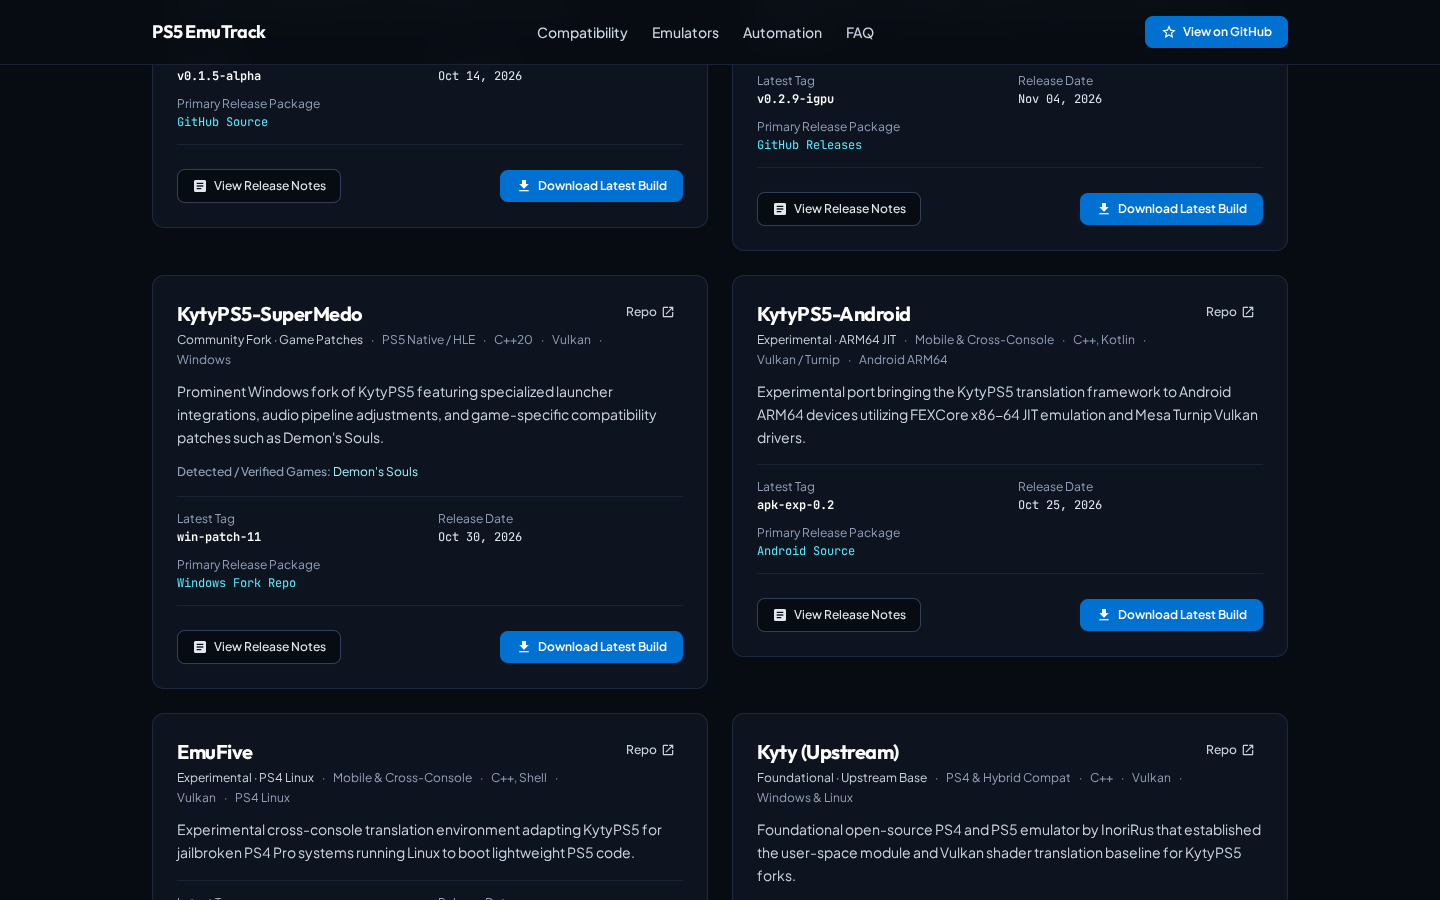 PS5 EmuTrack
Compatibility
Emulators
Automation
FAQ
View on GitHub
v0.1.5-alpha
Oct 14, 2026
Primary Release Package
GitHub Source
View Release Notes
Download Latest Build
Latest Tag
Release Date
v0.2.9-igpu
Nov 04, 2026
Primary Release Package
GitHub Releases
View Release Notes
Download Latest Build
KytyPS5-SuperMedo
Repo
Community Fork · Game Patches · PS5 Native / HLE · C++20 · Vulkan ·
Windows
Prominent Windows fork of KytyPS5 featuring specialized launcher
integrations, audio pipeline adjustments, and game-specific compatibility
patches such as Demon's Souls.
Detected / Verified Games: Demon's Souls
Latest Tag
Release Date
win-patch-11
Oct 30, 2026
Primary Release Package
Windows Fork Repo
View Release Notes
Download Latest Build
KytyPS5-Android
Repo
Experimental · ARM64 JIT · Mobile & Cross-Console · C++, Kotlin ·
Vulkan / Turnip · Android ARM64
Experimental port bringing the KytyPS5 translation framework to Android
ARM64 devices utilizing FEXCore x86-64 JIT emulation and Mesa Turnip Vulkan
drivers.
Latest Tag
Release Date
apk-exp-0.2
Oct 25, 2026
Primary Release Package
Android Source
View Release Notes
Download Latest Build
EmuFive
Repo
Experimental · PS4 Linux · Mobile & Cross-Console · C++, Shell ·
Vulkan · PS4 Linux
Experimental cross-console translation environment adapting KytyPS5 for
jailbroken PS4 Pro systems running Linux to boot lightweight PS5 code.
Kyty (Upstream)
Repo
Foundational · Upstream Base · PS4 & Hybrid Compat · C++ · Vulkan ·
Windows & Linux
Foundational open-source PS4 and PS5 emulator by InoriRus that established
the user-space module and Vulkan shader translation baseline for KytyPS5
forks.